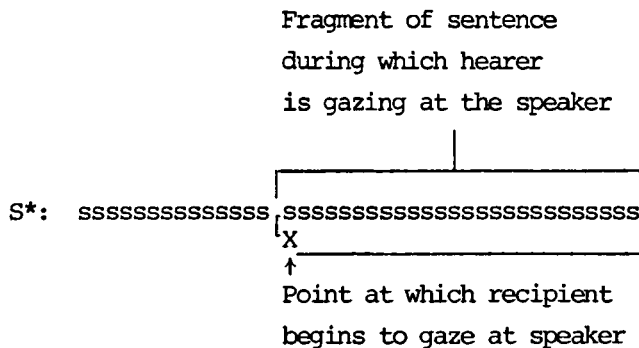 Fragment of sentence
during which hearer
is gazing at the speaker
S*: ssssssssssssss ssssssssssssssssssssssssss
X
Point at which recipient
begins to gaze at speaker